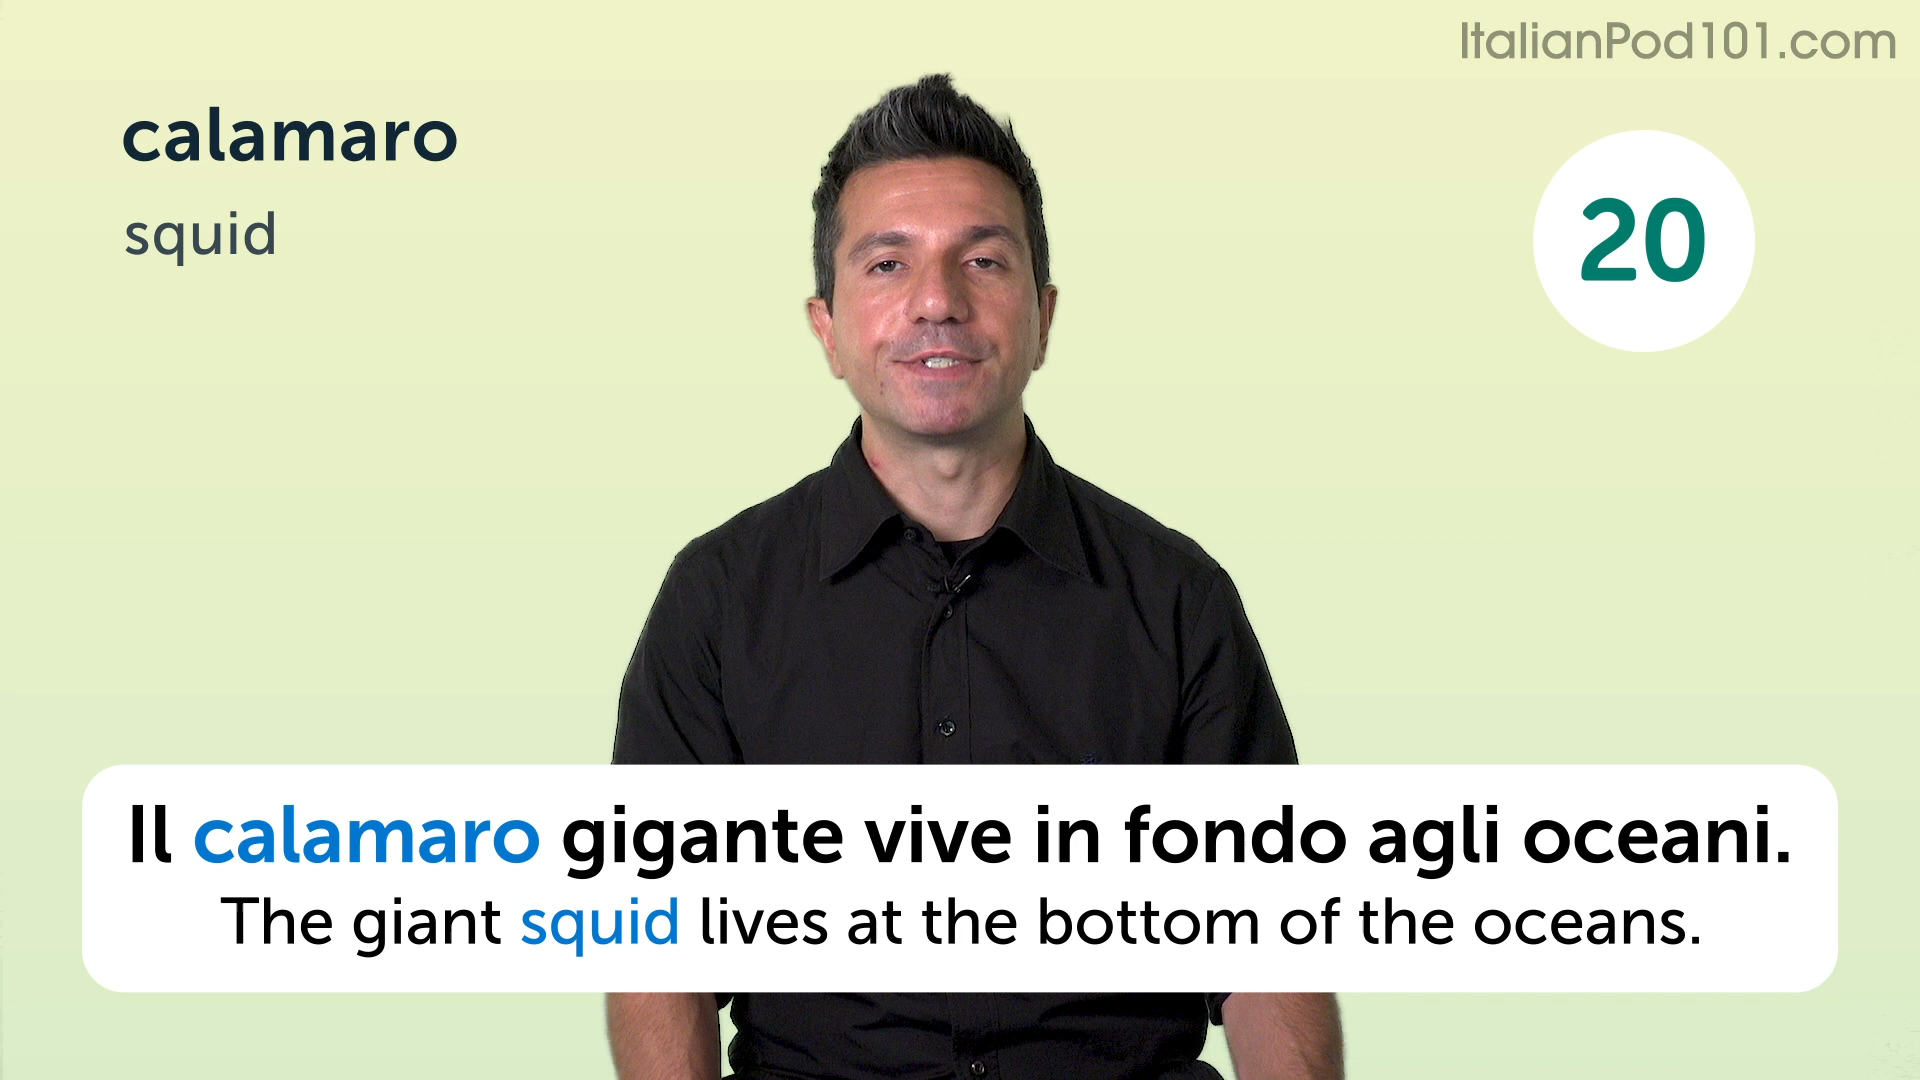 ItalianPod101.com
calamaro
squid
20
Il calamaro gigante vive in fondo agli oceani.
The giant squid lives at the bottom of the oceans.